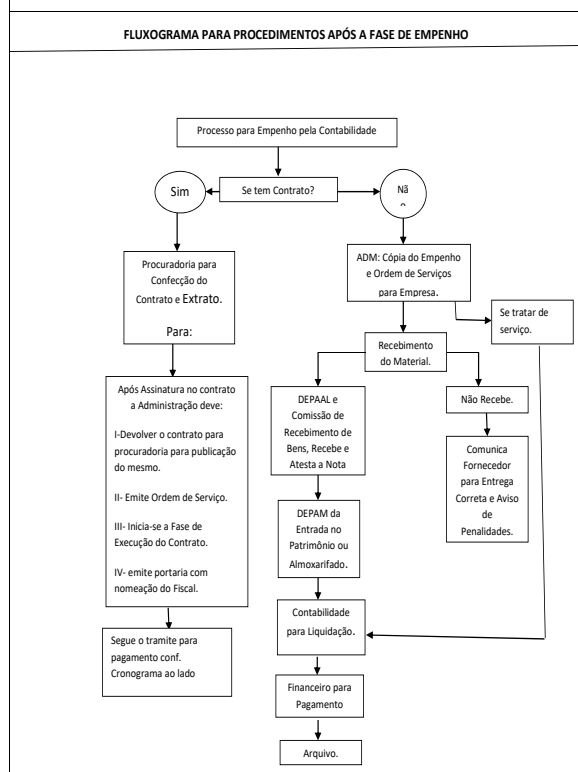 FLUXOGRAMA PARA PROCEDIMENTOS APÓS A FASE DE EMPENHO
Processo para Empenho pela Contabilidade
Sim
Se tem Contrato?
Nã
Procuradoria para
Confecção do
Contrato e Extrato.
Para:
ADM: Cópia do Empenho
e Ordem de Serviços
para Empresa.
Se tratar de
serviço.
Recebimento
do Material.
Após Assinatura no contrato
a Administração deve:
I-Devolver o contrato para
procuradoria para publicação
do mesmo.
II- Emite Ordem de Serviço.
III- Inicia-se a Fase de
Execução do Contrato.
IV- emite portaria com
nomeação do Fiscal.
DEPAAL e
Comissão de
Recebimento de
Bens, Recebe e
Atesta a Nota
Não Recebe.
Comunica
Fornecedor
para Entrega
Correta e Aviso
de
Penalidades.
DEPAM da
Entrada no
Patrimônio ou
Almoxarifado.
Contabilidade
para Liquidação.
Segue o tramite para
pagamento conf.
Cronograma ao lado
Financeiro para
Pagamento
Arquivo.